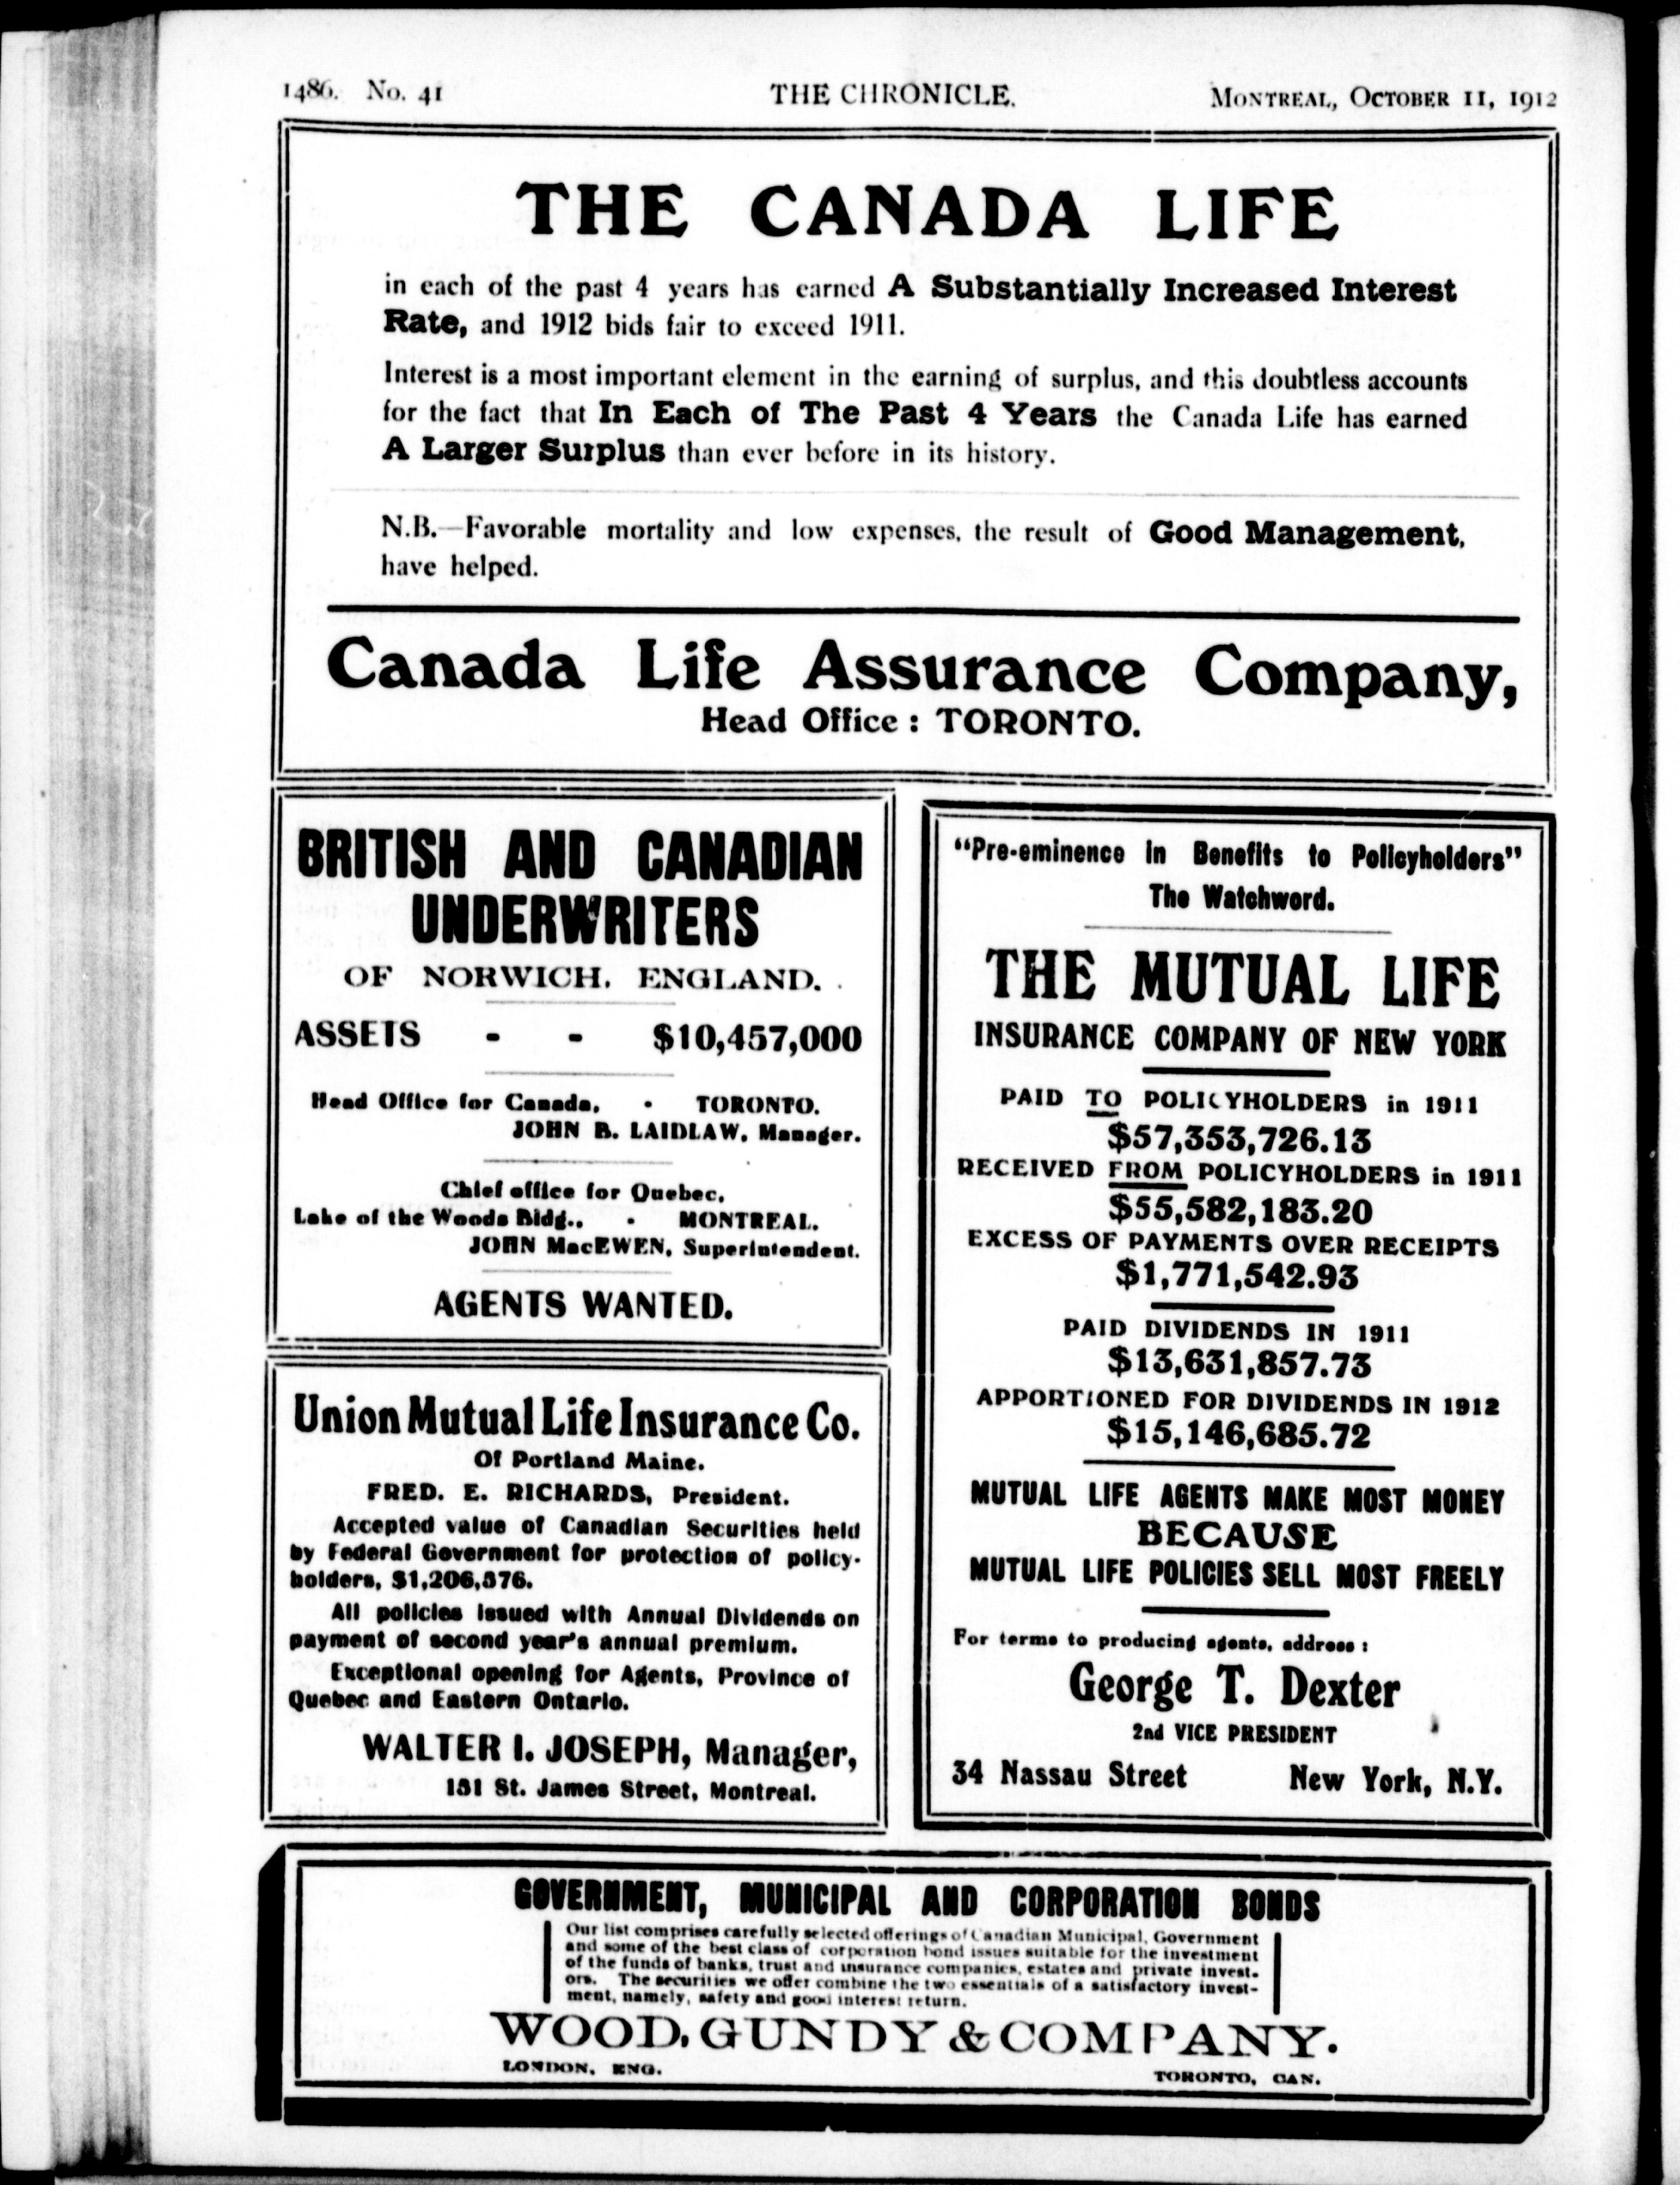 1486. No. 41 THE CHRONICLE. MONTREAL, OCTOBER 11, 1912
THE CANADA LIFE
in each of the past 4 years has earned A Substantially Increased Interest
Rate, and 1912 bids fair to exceed 1911.
Interest is a most important element in the earning of surplus, and this doubtless accounts
for the fact that In Each of The Past 4 Years the Canada Life has earned
A Larger Surplus than ever before in its history.
N.B.—Favorable mortality and low expenses, the result of Good Management,
have helped.
Canada Life Assurance Company,
Head Office : TORONTO.
BRITISH AND CANADIAN
UNDERWRITERS
OF NORWICH, ENGLAND.
ASSETS - - $10,457,000
Head Office for Canada, - TORONTO.
JOHN B. LAIDLAW, Manager.
Chief office for Quebec,
Lake of the Woods Bldg., - MONTREAL.
JOHN MacEWEN, Superintendent.
AGENTS WANTED.
Union Mutual Life Insurance Co.
Of Portland Maine.
FRED. E. RICHARDS, President.
Accepted value of Canadian Securities held
by Federal Government for protection of policy-
holders, $1,206,576.
All policies issued with Annual Dividends on
payment of second year's annual premium.
Exceptional opening for Agents, Province of
Quebec and Eastern Ontario.
WALTER I. JOSEPH, Manager,
151 St. James Street, Montreal.
"Pre-eminence in Benefits to Policyholders"
The Watchword.
THE MUTUAL LIFE
INSURANCE COMPANY OF NEW YORK
PAID TO POLICYHOLDERS in 1911
$57,353,726.13
RECEIVED FROM POLICYHOLDERS in 1911
$55,582,183.20
EXCESS OF PAYMENTS OVER RECEIPTS
$1,771,542.93
PAID DIVIDENDS IN 1911
$13,631,857.73
APPORTIONED FOR DIVIDENDS IN 1912
$15,146,685.72
MUTUAL LIFE AGENTS MAKE MOST MONEY
BECAUSE
MUTUAL LIFE POLICIES SELL MOST FREELY
For terms to producing agents, address :
George T. Dexter
2nd VICE PRESIDENT
34 Nassau Street New York, N.Y.
GOVERNMENT, MUNICIPAL AND CORPORATION BONDS
Our list comprises carefully selected offerings of Canadian Municipal, Government
and some of the best class of corporation bond issues suitable for the investment
of the funds of banks, trust and insurance companies, estates and private invest-
ors. The securities we offer combine the two essentials of a satisfactory invest-
ment, namely, safety and good interest return.
WOOD, GUNDY & COMPANY.
LONDON, ENG. TORONTO, CAN.